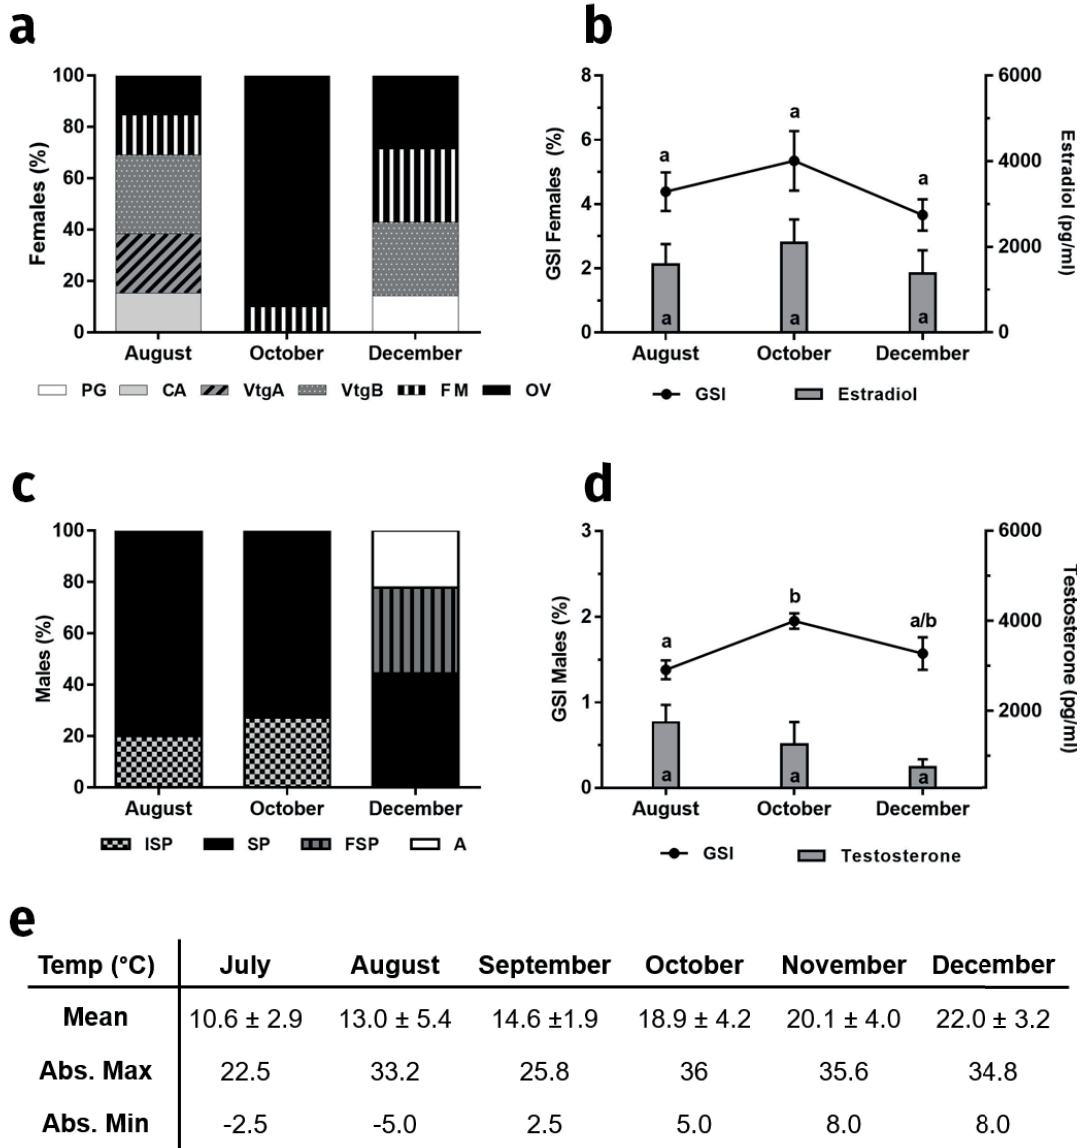 a
Females (%)
100
80
60
40
20
0
August October December
PG CA VtgA VtgB FM OV
b
GSI Females (%)
8
6
4
2
0
a a a
a a a
6000
4000
2000
0
Estradiol (pg/ml)
August October December
GSI Estradiol
c
Males (%)
100
80
60
40
20
0
August October December
ISP SP FSP A
d
GSI Males (%)
3
2
1
0
a b a/b
a a a
6000
4000
2000
Testosterone (pg/ml)
August October December
GSI Testosterone
e
Temp (°C) July August September October November December
Mean 10.6 ± 2.9 13.0 ± 5.4 14.6 ±1.9 18.9 ± 4.2 20.1 ± 4.0 22.0 ± 3.2
Abs. Max 22.5 33.2 25.8 36 35.6 34.8
Abs. Min -2.5 -5.0 2.5 5.0 8.0 8.0